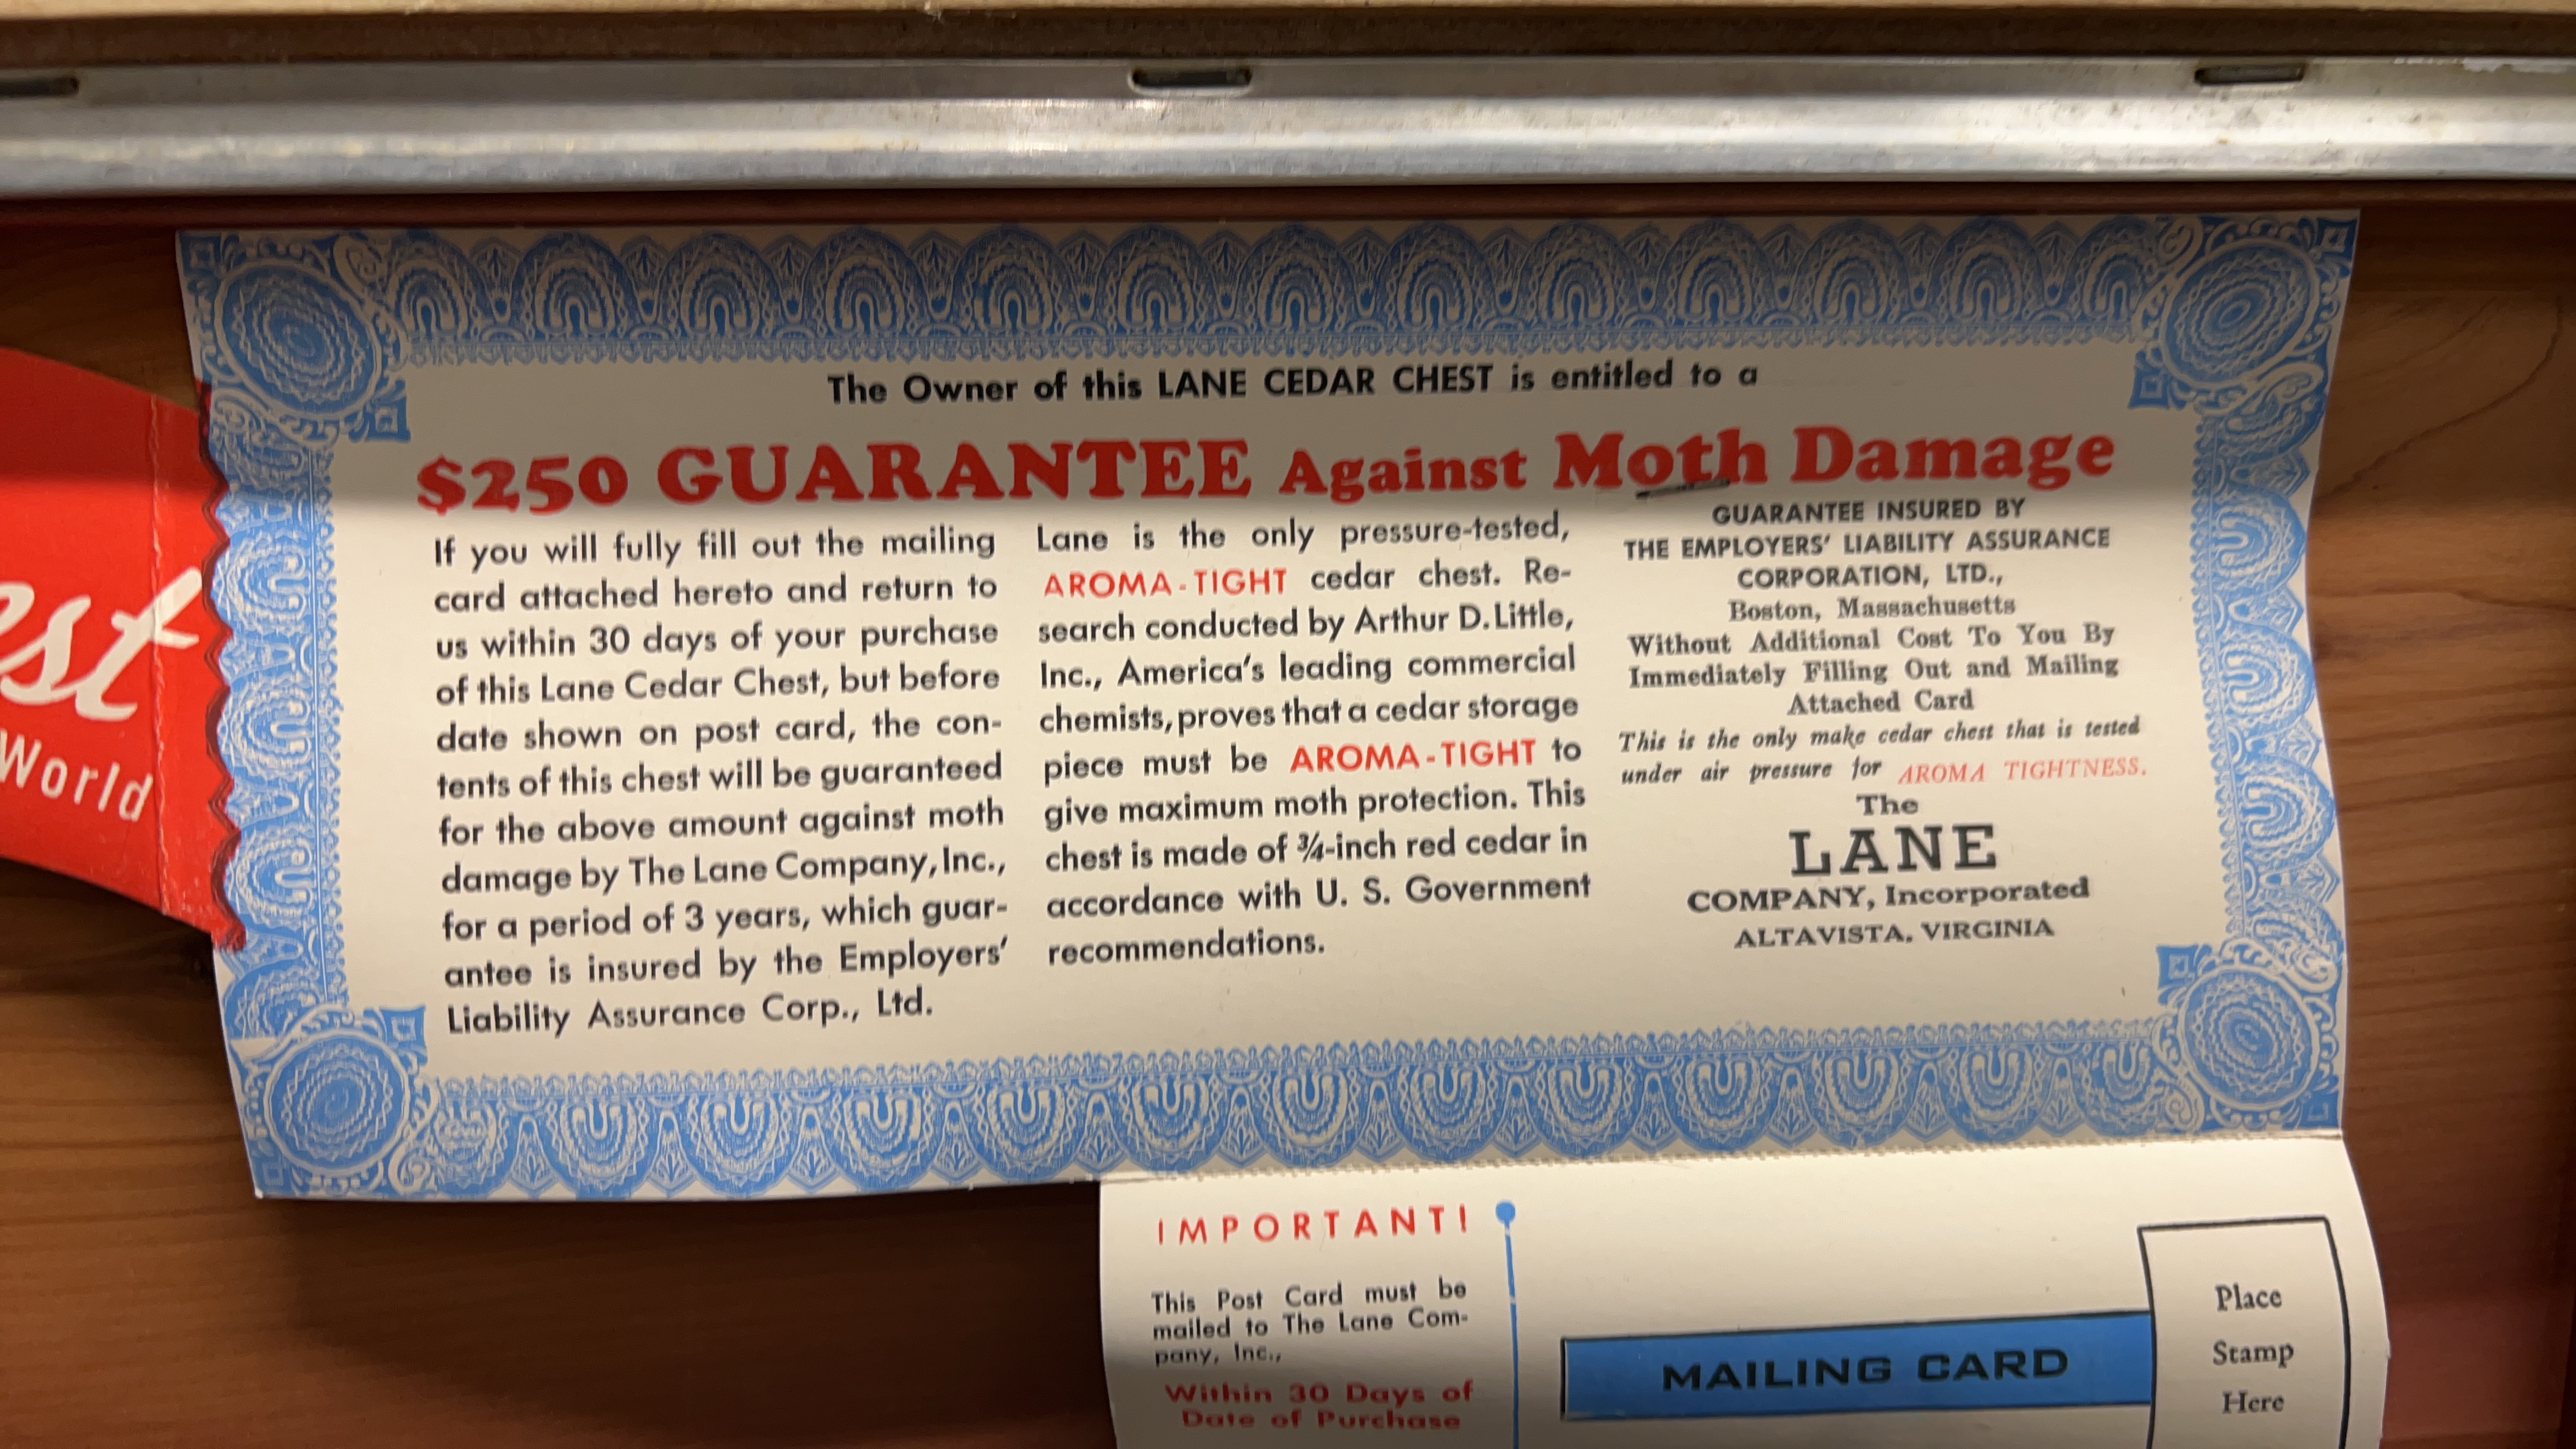 est
World
The Owner of this LANE CEDAR CHEST is entitled to a
$250 GUARANTEE Against Moth Damage
If you will fully fill out the mailing
card attached hereto and return to
us within 30 days of your purchase
of this Lane Cedar Chest, but before
date shown on post card, the con-
tents of this chest will be guaranteed
for the above amount against moth
damage by The Lane Company, Inc.,
for a period of 3 years, which guar-
antee is insured by the Employers'
Liability Assurance Corp., Ltd.
Lane is the only pressure-tested,
AROMA-TIGHT cedar chest. Re-
search conducted by Arthur D. Little,
Inc., America's leading commercial
chemists, proves that a cedar storage
piece must be AROMA-TIGHT to
give maximum moth protection. This
chest is made of ¾-inch red cedar in
accordance with U. S. Government
recommendations.
GUARANTEE INSURED BY
THE EMPLOYERS' LIABILITY ASSURANCE
CORPORATION, LTD.,
Boston, Massachusetts
Without Additional Cost To You By
Immediately Filling Out and Mailing
Attached Card
This is the only make cedar chest that is tested
under air pressure for AROMA TIGHTNESS.
The
LANE
COMPANY, Incorporated
ALTAVISTA, VIRGINIA
IMPORTANT!
This Post Card must be
mailed to The Lane Com-
pany, Inc.,
Within 30 Days of
Date of Purchase
MAILING CARD
Place
Stamp
Here